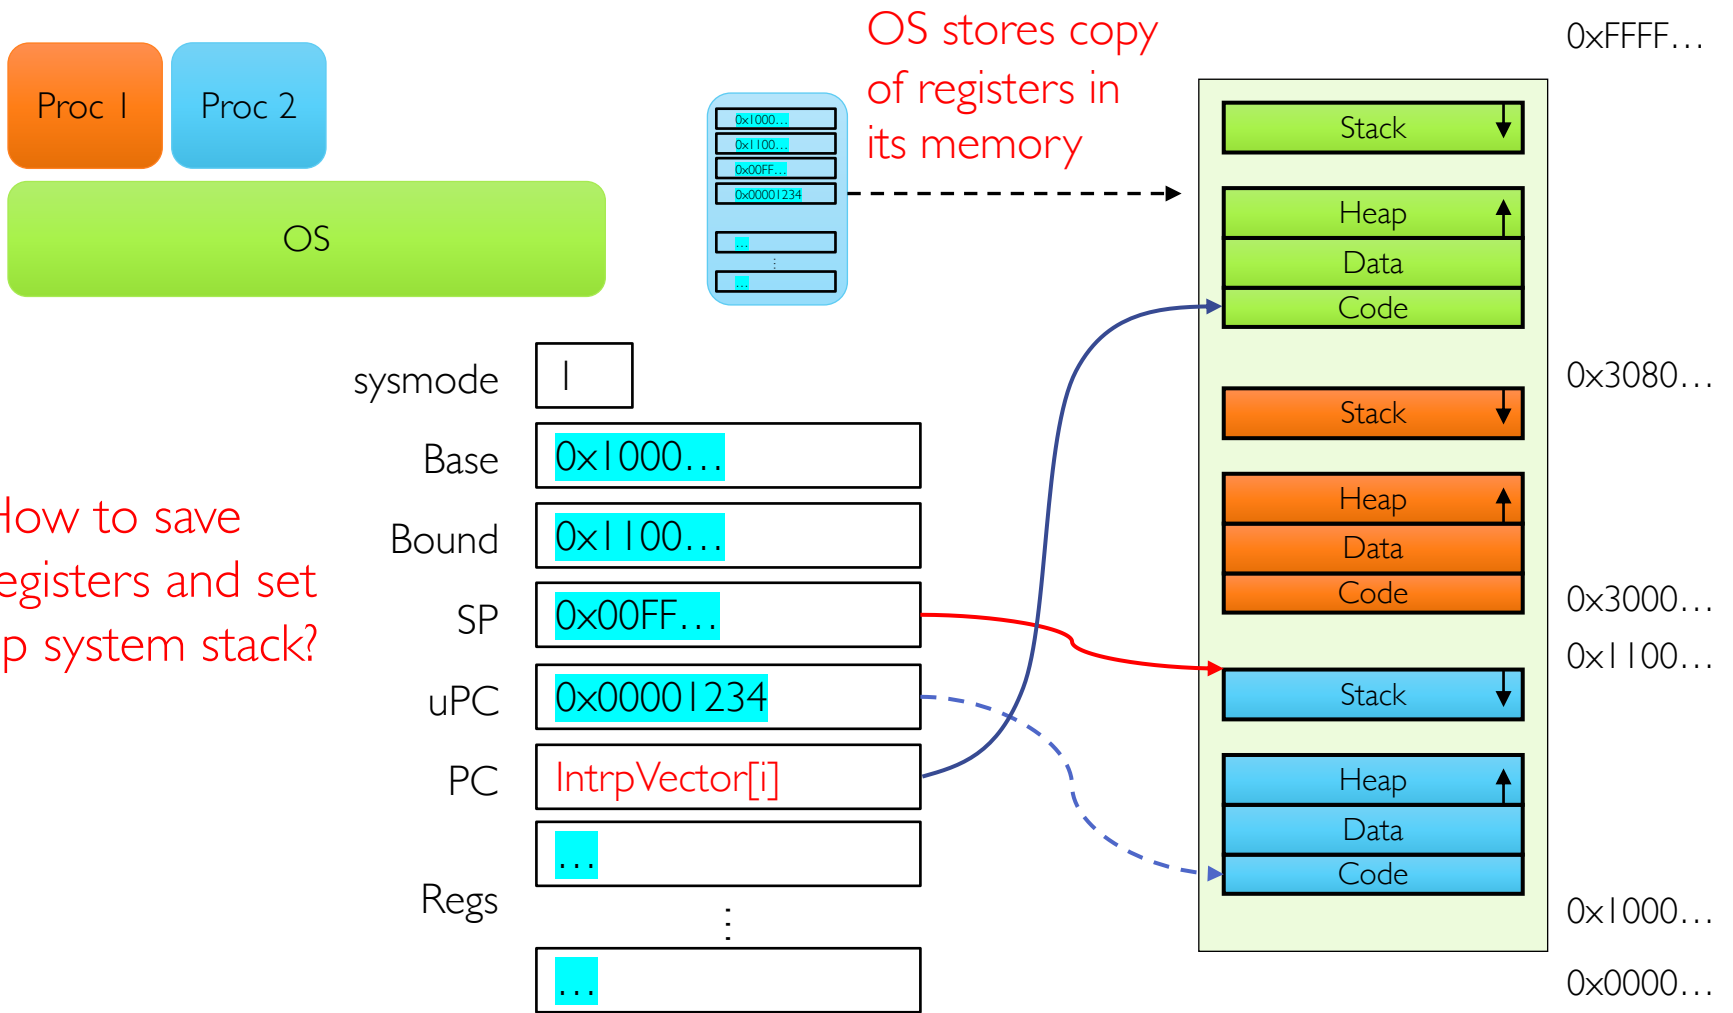 Proc 1
Proc 2
OS
OS stores copy
of registers in
its memory
0x1000…
0x1100…
0x00FF…
0x00001234
…
⋮
…
sysmode
1
Base
0x1000…
Bound
0x1100…
SP
0x00FF…
uPC
0x00001234
PC
IntrpVector[i]
Regs
…
⋮
…
How to save
registers and set
up system stack?
Stack
Heap
Data
Code
Stack
Heap
Data
Code
Stack
Heap
Data
Code
0xFFFF…
0x3080…
0x3000…
0x1100…
0x1000…
0x0000…